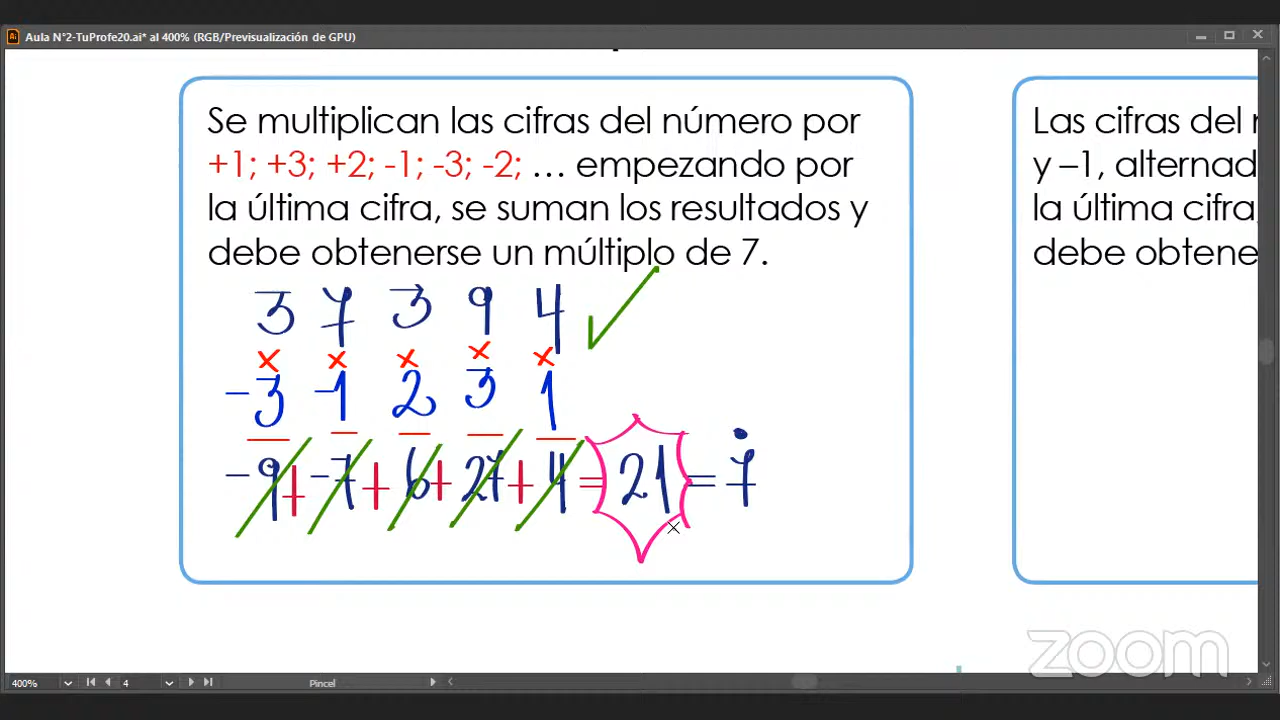 Aula N°2-TuProfe20.ai* al 400% (RGB/Previsualización de GPU)
Se multiplican las cifras del número por
+1; +3; +2; -1; -3; -2; … empezando por
la última cifra, se suman los resultados y
debe obtenerse un múltiplo de 7.
3 7 3 9 4
× × × × ×
-3 -1 2 3 1
-9 + -7 + 6 + 27 + 4 = 21 = 7̇
Las cifras del
y –1, alternad
la última cifra,
debe obtene
zoom
400% 4 Pincel